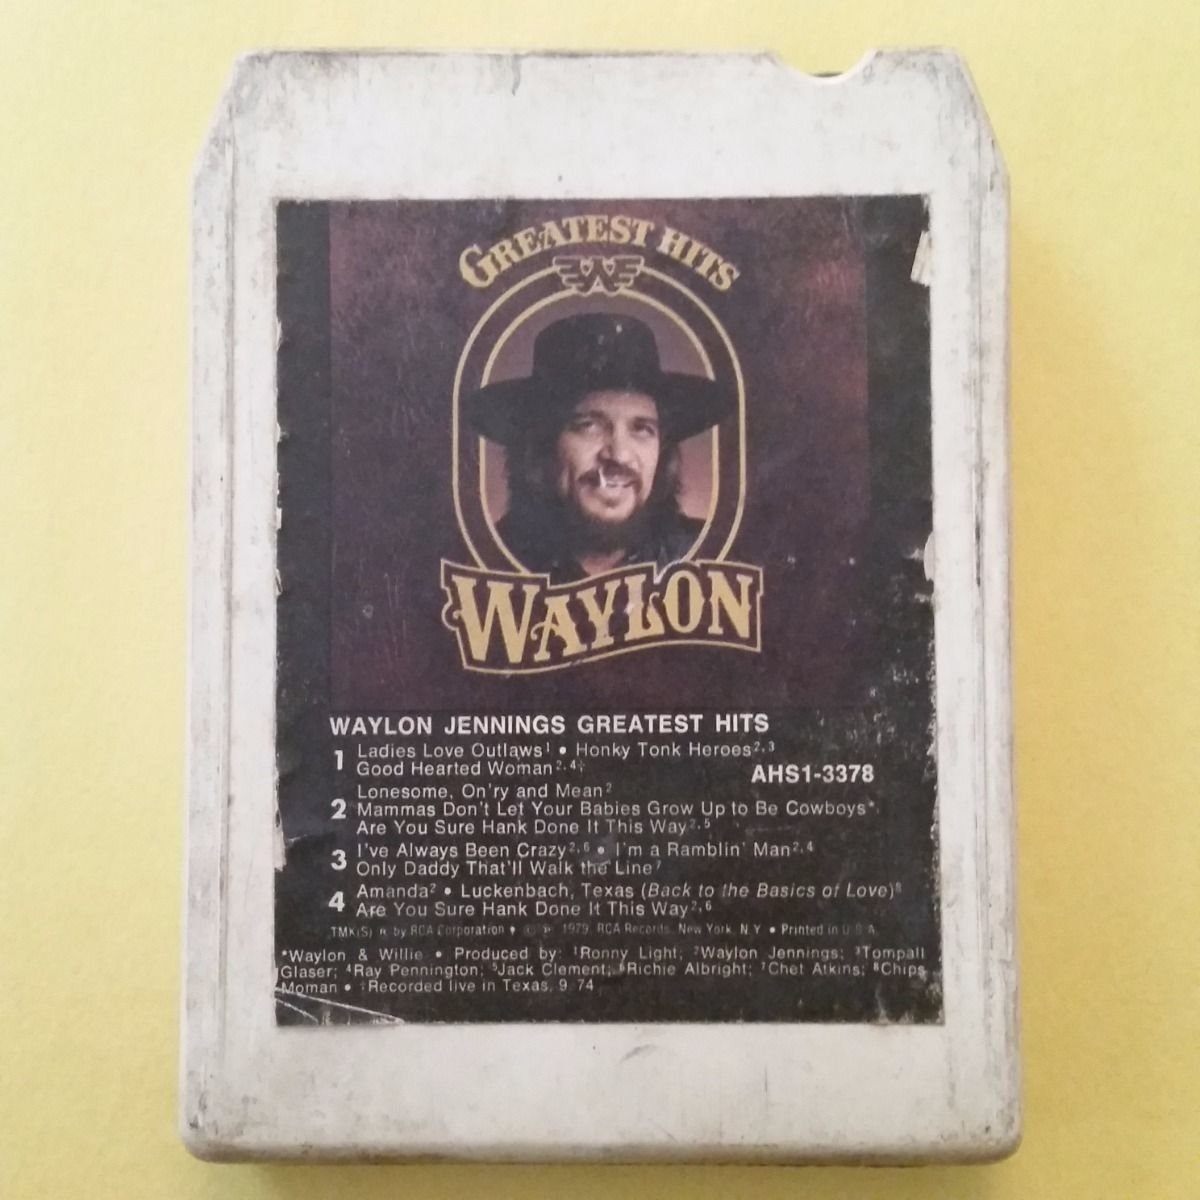 GREATEST HITS
W
WAYLON
WAYLON JENNINGS GREATEST HITS
1 Ladies Love Outlaws¹ • Honky Tonk Heroes²,³
Good Hearted Woman²,⁴†
AHS1-3378
Lonesome, On'ry and Mean²
2 Mammas Don't Let Your Babies Grow Up to Be Cowboys*
Are You Sure Hank Done It This Way²,⁵
3 I've Always Been Crazy²,⁶ • I'm a Ramblin' Man²,⁴
Only Daddy That'll Walk the Line⁷
4 Amanda² • Luckenbach, Texas (Back to the Basics of Love)⁸
Are You Sure Hank Done It This Way²,⁶
TMK(S) ® by RCA Corporation • © ℗ 1979, RCA Records, New York, N.Y. • Printed in U.S.A.
*Waylon & Willie • Produced by: ¹Ronny Light; ²Waylon Jennings; ³Tompall
Glaser; ⁴Ray Pennington; ⁵Jack Clement; ⁶Richie Albright; ⁷Chet Atkins; ⁸Chips
Moman • †Recorded live in Texas, 9/74